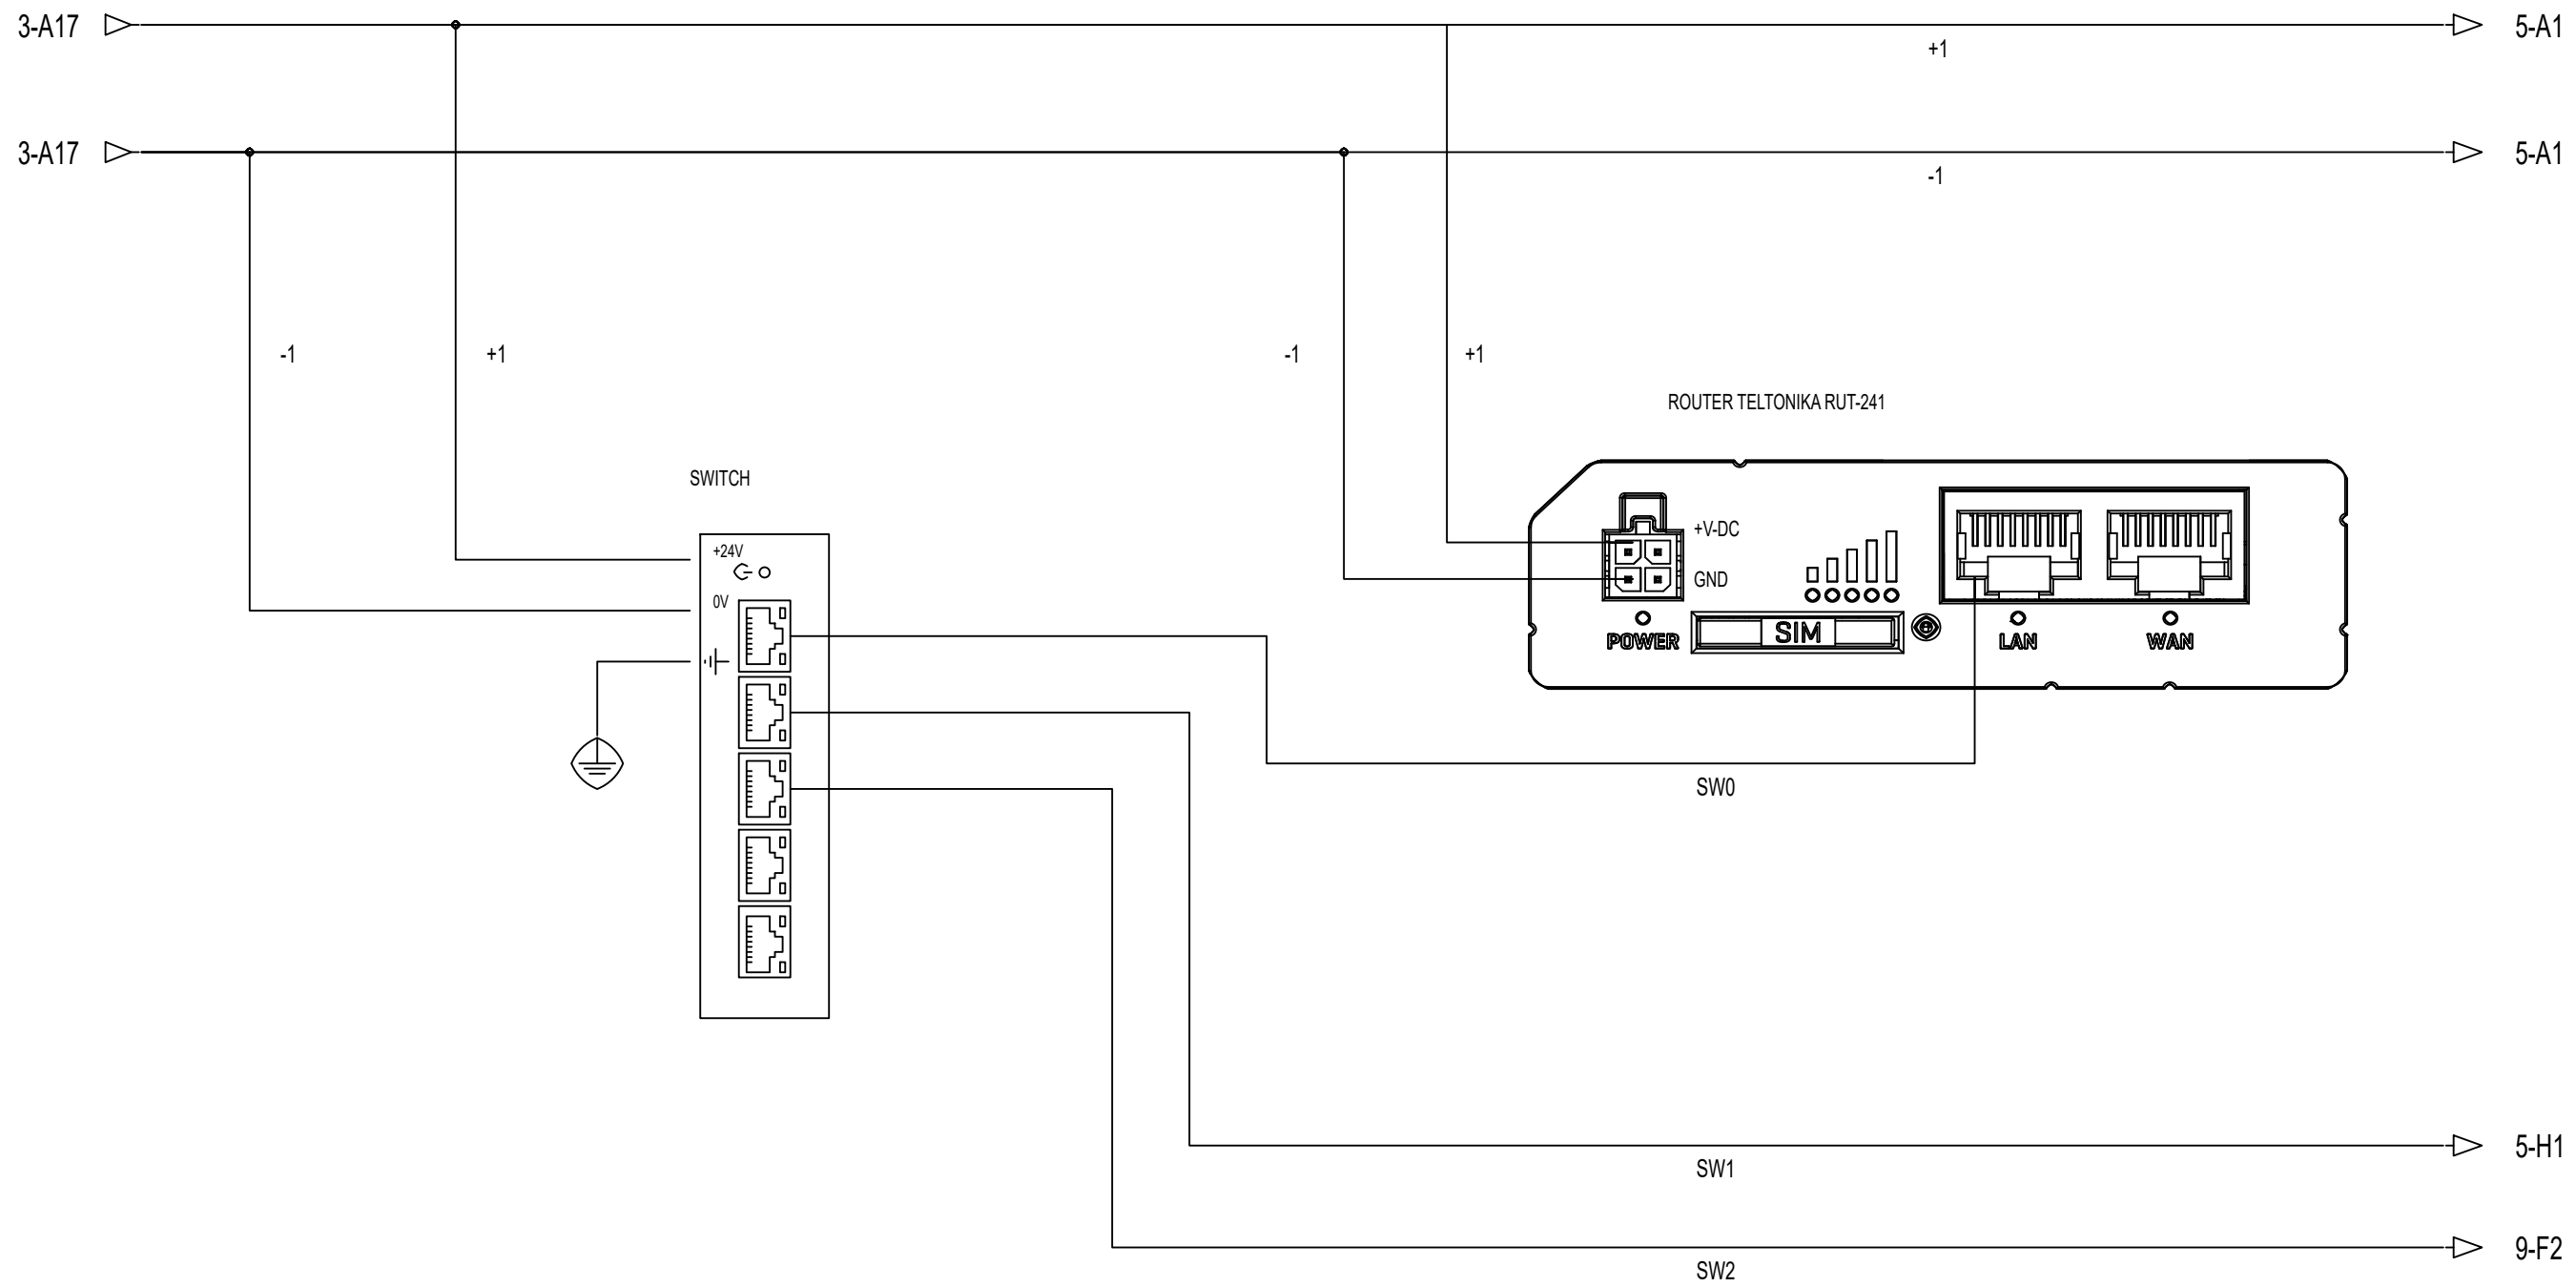 3-A17
5-A1
+1
3-A17
5-A1
-1
-1
+1
-1
+1
ROUTER TELTONIKA RUT-241
SWITCH
+V-DC
GND
+24V
0V
POWER
SIM
LAN
WAN
SW0
5-H1
SW1
9-F2
SW2